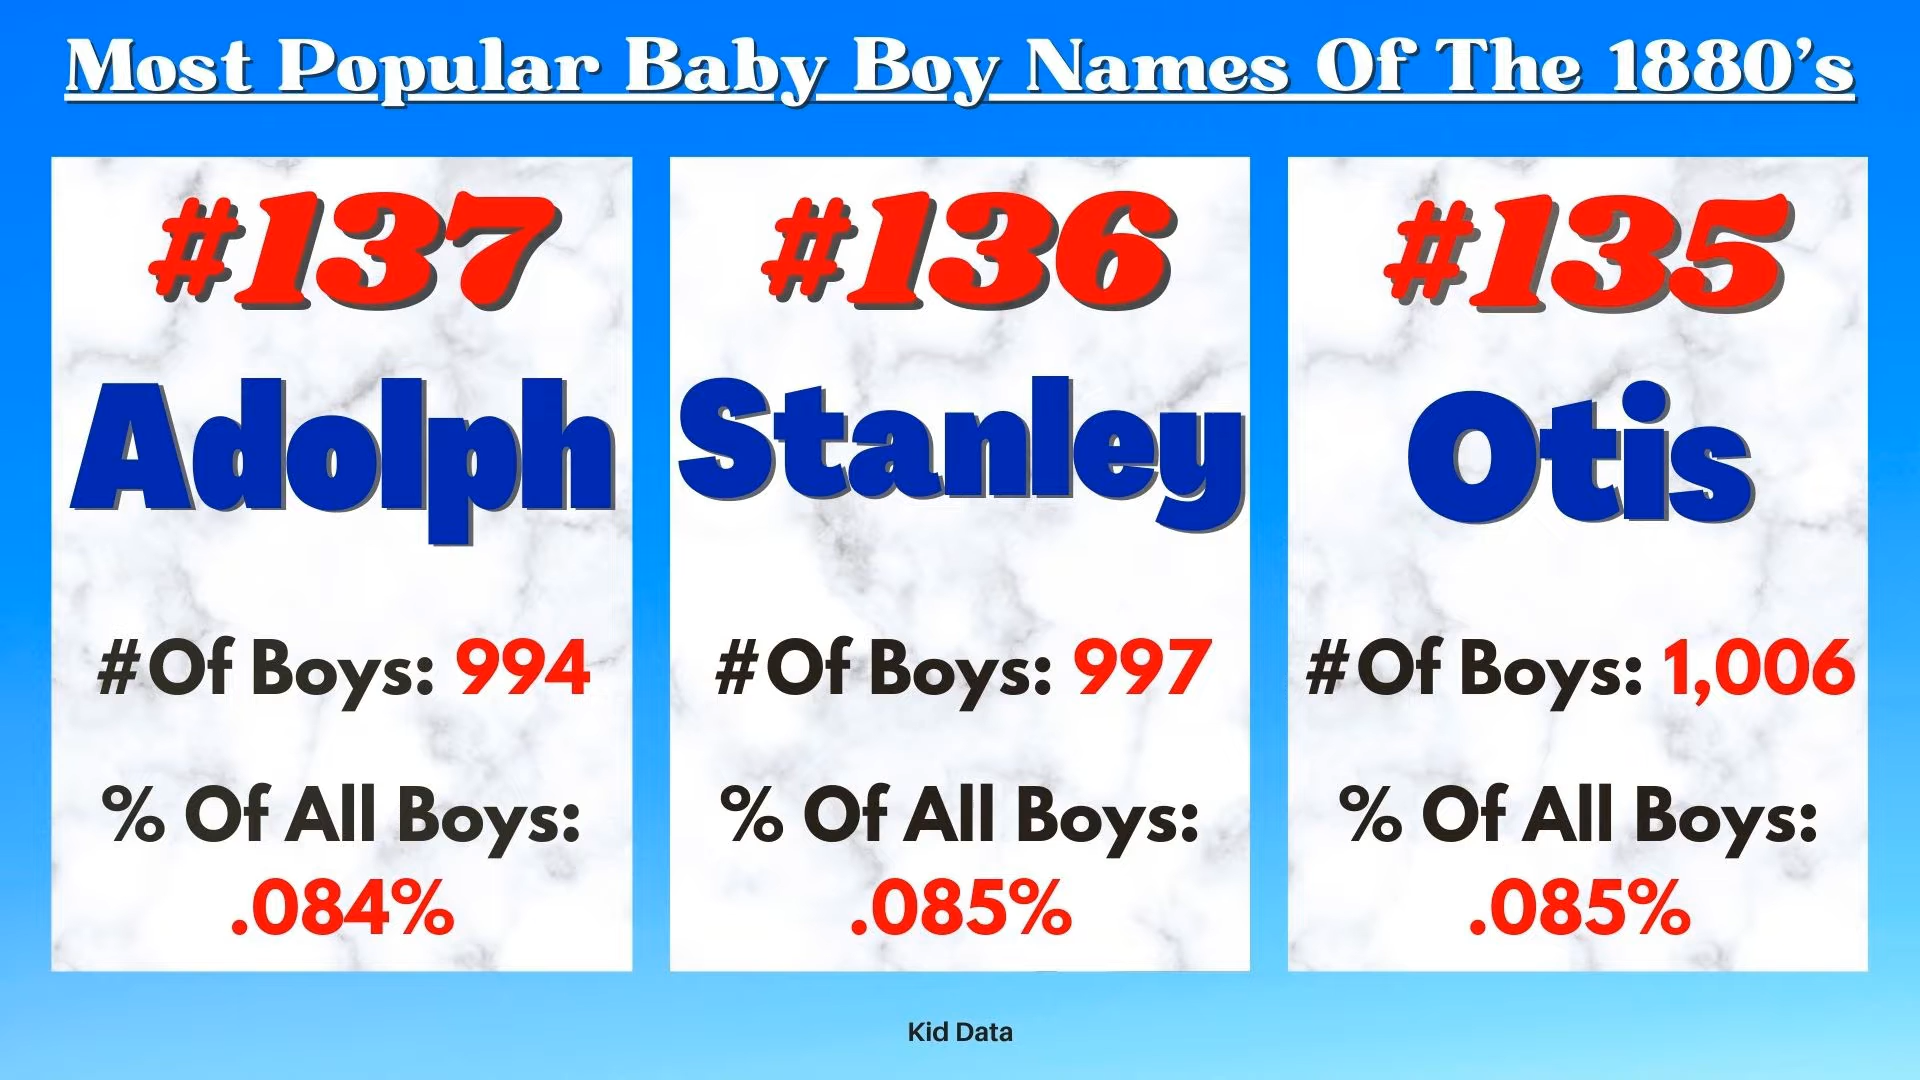 Most Popular Baby Boy Names Of The 1880’s
#137
Adolph
#Of Boys: 994
% Of All Boys:
.084%
#136
Stanley
#Of Boys: 997
% Of All Boys:
.085%
#135
Otis
#Of Boys: 1,006
% Of All Boys:
.085%
Kid Data